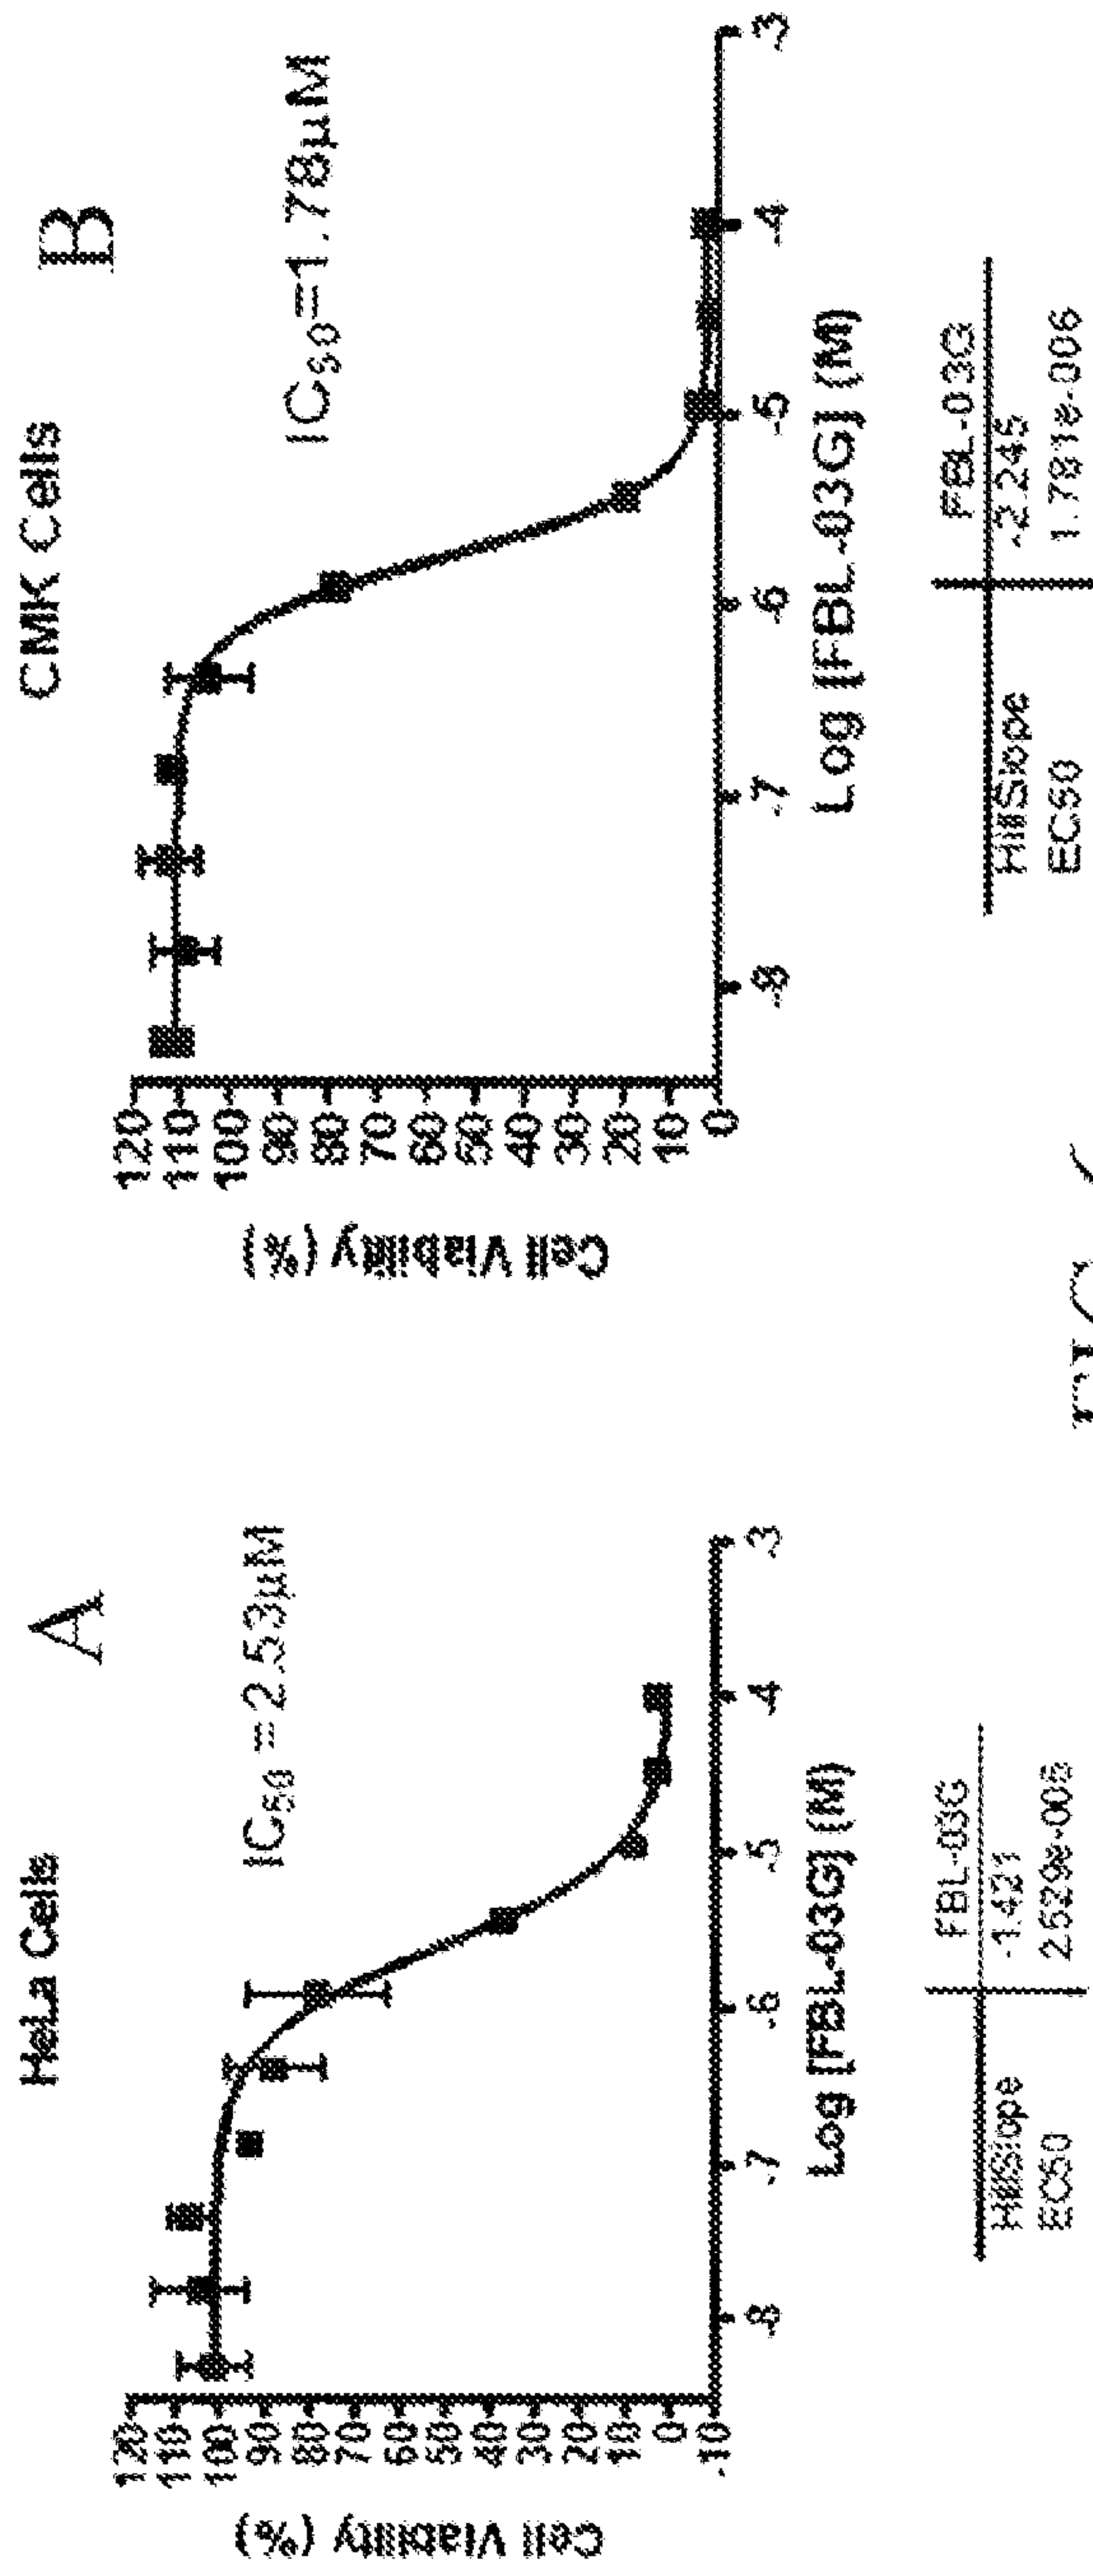 A
HeLa Cells
IC50 = 2.53µM
Cell Viability (%)
120
110
100
90
80
70
60
50
40
30
20
10
0
-10
-8
-7
-6
-5
-4
-3
Log [FBL-03G] (M)
FBL-03G
HillSlope -1.421
EC50
B
CMK Cells
IC50=1.78µM
Cell Viability (%)
120
110
100
90
80
70
60
50
40
30
20
10
0
-8
-7
-6
-5
-4
-3
Log [FBL-03G] (M)
FBL-03G
HillSlope -2.245
EC50 1.781e-006